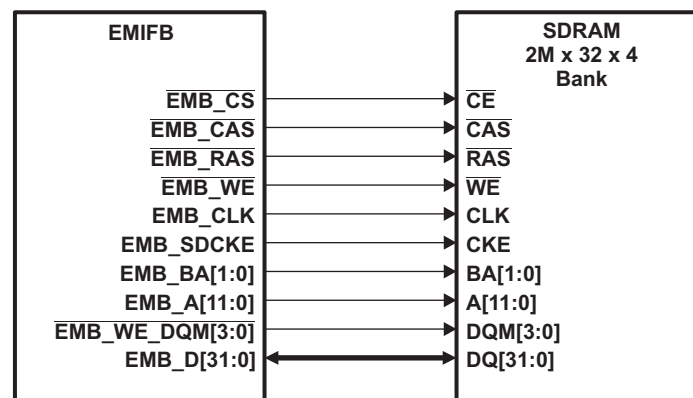 EMIFB
SDRAM
2M x 32 x 4
Bank
EMB_CS CE
EMB_CAS CAS
EMB_RAS RAS
EMB_WE WE
EMB_CLK CLK
EMB_SDCKE CKE
EMB_BA[1:0] BA[1:0]
EMB_A[11:0] A[11:0]
EMB_WE_DQM[3:0] DQM[3:0]
EMB_D[31:0] DQ[31:0]